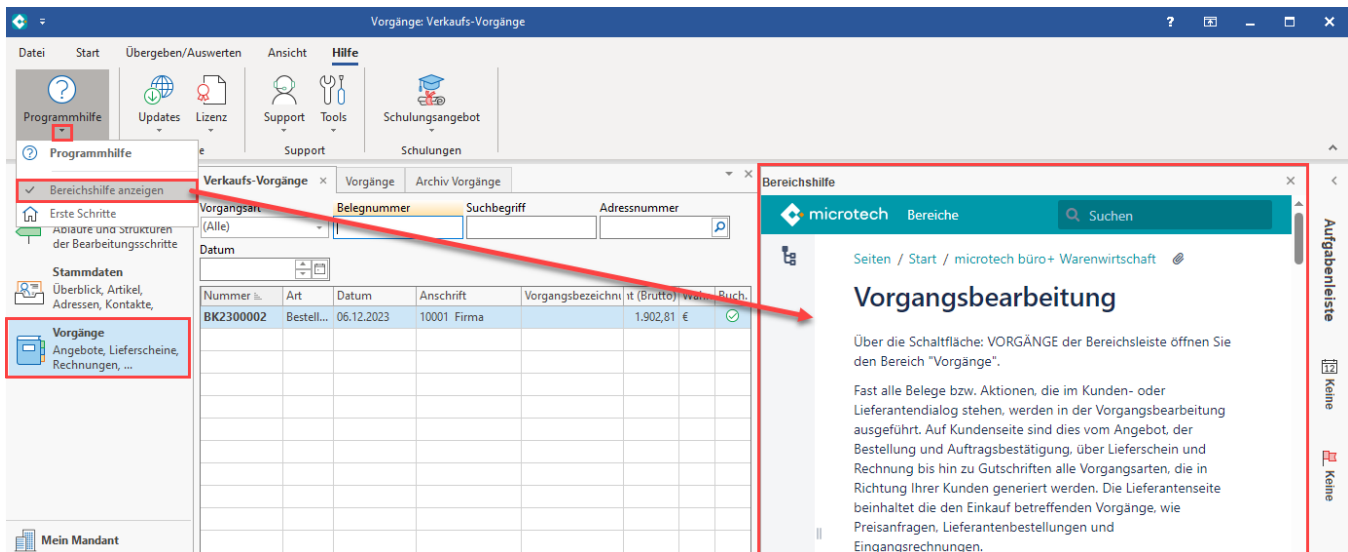 Vorgänge: Verkaufs-Vorgänge
?
Datei Start Übergeben/Auswerten Ansicht Hilfe
Programmhilfe Updates Lizenz Support Tools Schulungsangebot
Support Schulungen
Programmhilfe
Bereichshilfe anzeigen
Erste Schritte
Abläufe und Strukturen
der Bearbeitungsschritte
Stammdaten
Überblick, Artikel,
Adressen, Kontakte,
Vorgänge
Angebote, Lieferscheine,
Rechnungen, ...
Mein Mandant
Verkaufs-Vorgänge × Vorgänge Archiv Vorgänge
Vorgangsart Belegnummer Suchbegriff Adressnummer
(Alle)
Datum
Nummer Art Datum Anschrift Vorgangsbezeichnu nt (Brutto) Wäh. Buch.
BK2300002 Bestell... 06.12.2023 10001 Firma 1.902,81 €
Bereichshilfe
microtech Bereiche Suchen
Seiten / Start / microtech büro+ Warenwirtschaft
Vorgangsbearbeitung
Über die Schaltfläche: VORGÄNGE der Bereichsleiste öffnen Sie
den Bereich "Vorgänge".
Fast alle Belege bzw. Aktionen, die im Kunden- oder
Lieferantendialog stehen, werden in der Vorgangsbearbeitung
ausgeführt. Auf Kundenseite sind dies vom Angebot, der
Bestellung und Auftragsbestätigung, über Lieferschein und
Rechnung bis hin zu Gutschriften alle Vorgangsarten, die in
Richtung Ihrer Kunden generiert werden. Die Lieferantenseite
beinhaltet die den Einkauf betreffenden Vorgänge, wie
Preisanfragen, Lieferantenbestellungen und
Eingangsrechnungen.
Aufgabenleiste
12 Keine
Keine